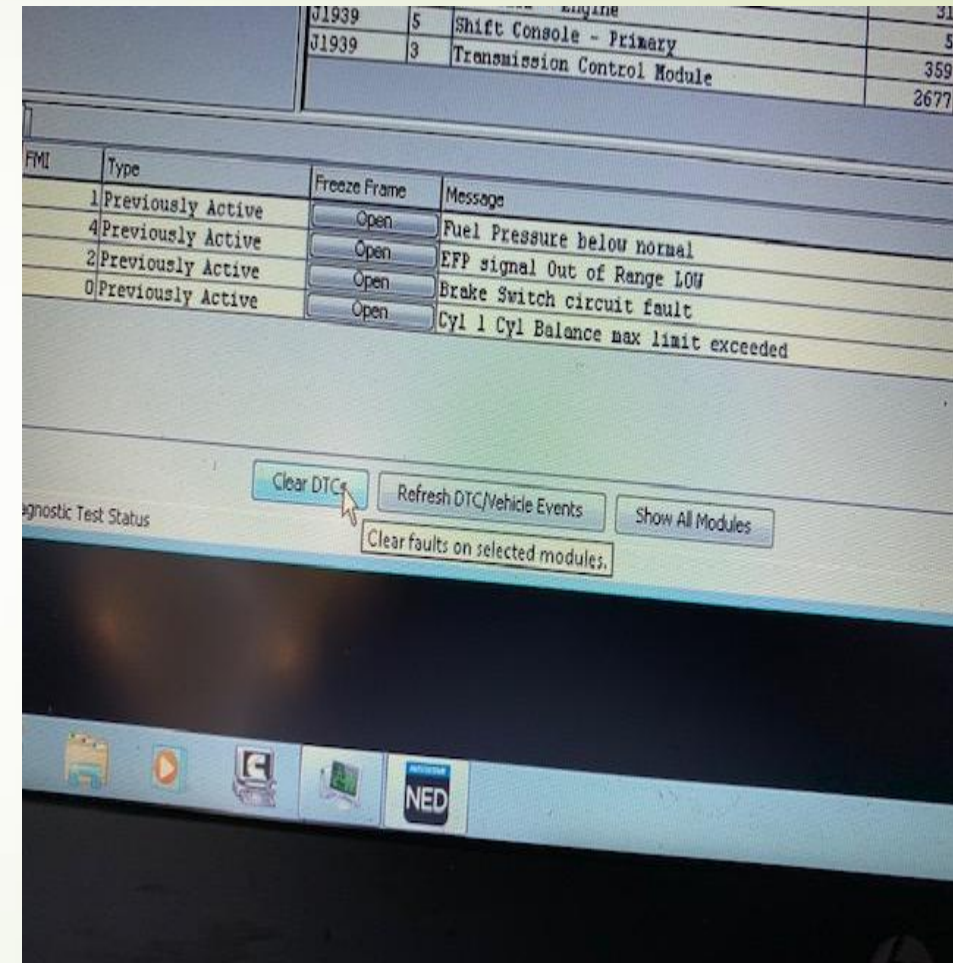 Engine 31
J1939 5 Shift Console - Primary 5
J1939 3 Transmission Control Module 359
2677
FMI Type Freeze Frame Message
1 Previously Active Open Fuel Pressure below normal
4 Previously Active Open EFP signal Out of Range LOW
2 Previously Active Open Brake Switch circuit fault
0 Previously Active Open Cyl 1 Cyl Balance max limit exceeded
Clear DTCs Refresh DTC/Vehicle Events Show All Modules
agnostic Test Status
Clear faults on selected modules.
NED